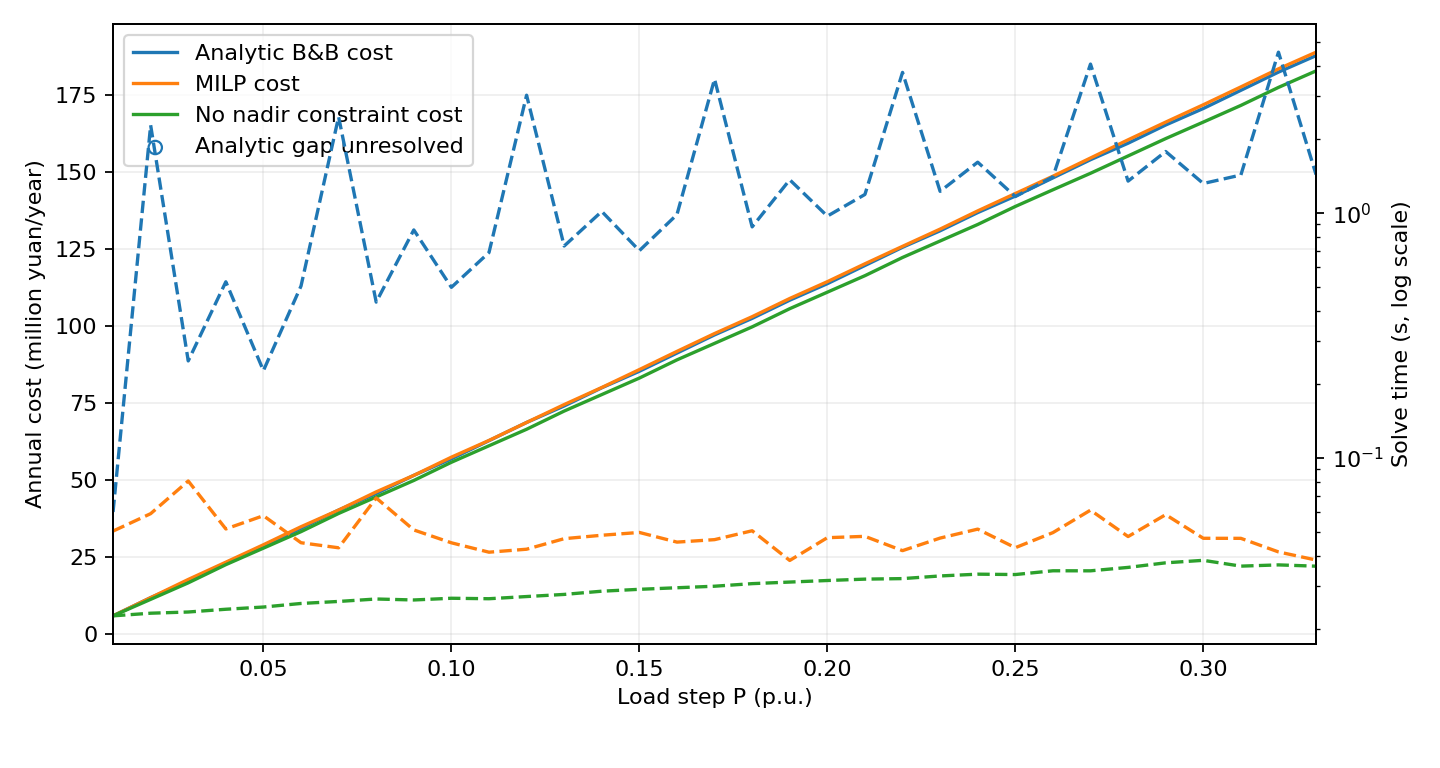 Analytic B&B cost
MILP cost
No nadir constraint cost
Analytic gap unresolved
Annual cost (million yuan/year)
175
150
125
100
75
50
25
0
0.05
0.10
0.15
0.20
0.25
0.30
Load step P (p.u.)
10⁰
10⁻¹
Solve time (s, log scale)